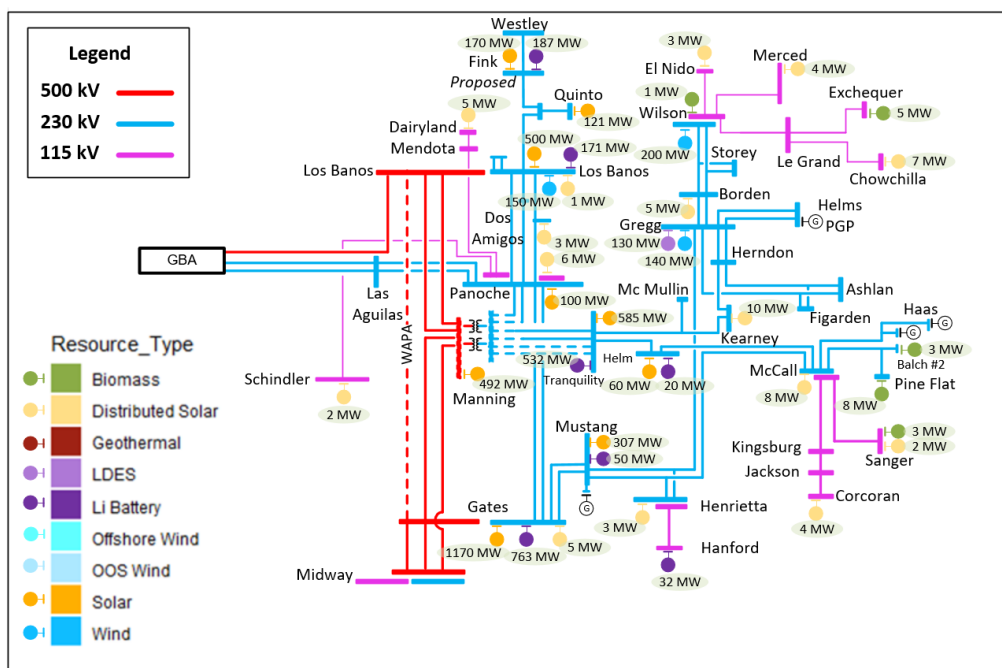 Legend
500 kV
230 kV
115 kV
Westley
170 MW
187 MW
Fink
Proposed
Quinto
121 MW
5 MW
Dairyland
Mendota
Los Banos
500 MW
171 MW
Los Banos
150 MW
1 MW
Dos
Amigos
3 MW
6 MW
3 MW
El Nido
1 MW
Wilson
200 MW
Merced
4 MW
Exchequer
5 MW
Le Grand
7 MW
Chowchilla
Storey
Borden
5 MW
Gregg
130 MW
140 MW
Helms
G
PGP
Herndon
GBA
Las
Aguilas
Panoche
100 MW
Mc Mullin
Ashlan
Figarden
10 MW
Kearney
585 MW
WAPA
532 MW
Helm
Tranquility
492 MW
Manning
60 MW
20 MW
Haas
G
G
3 MW
Balch #2
McCall
8 MW
8 MW
Pine Flat
Schindler
2 MW
Mustang
307 MW
50 MW
G
3 MW
2 MW
Sanger
Kingsburg
Jackson
Corcoran
4 MW
Gates
1170 MW
763 MW
5 MW
Henrietta
3 MW
Hanford
32 MW
Midway
Resource_Type
Biomass
Distributed Solar
Geothermal
LDES
Li Battery
Offshore Wind
OOS Wind
Solar
Wind